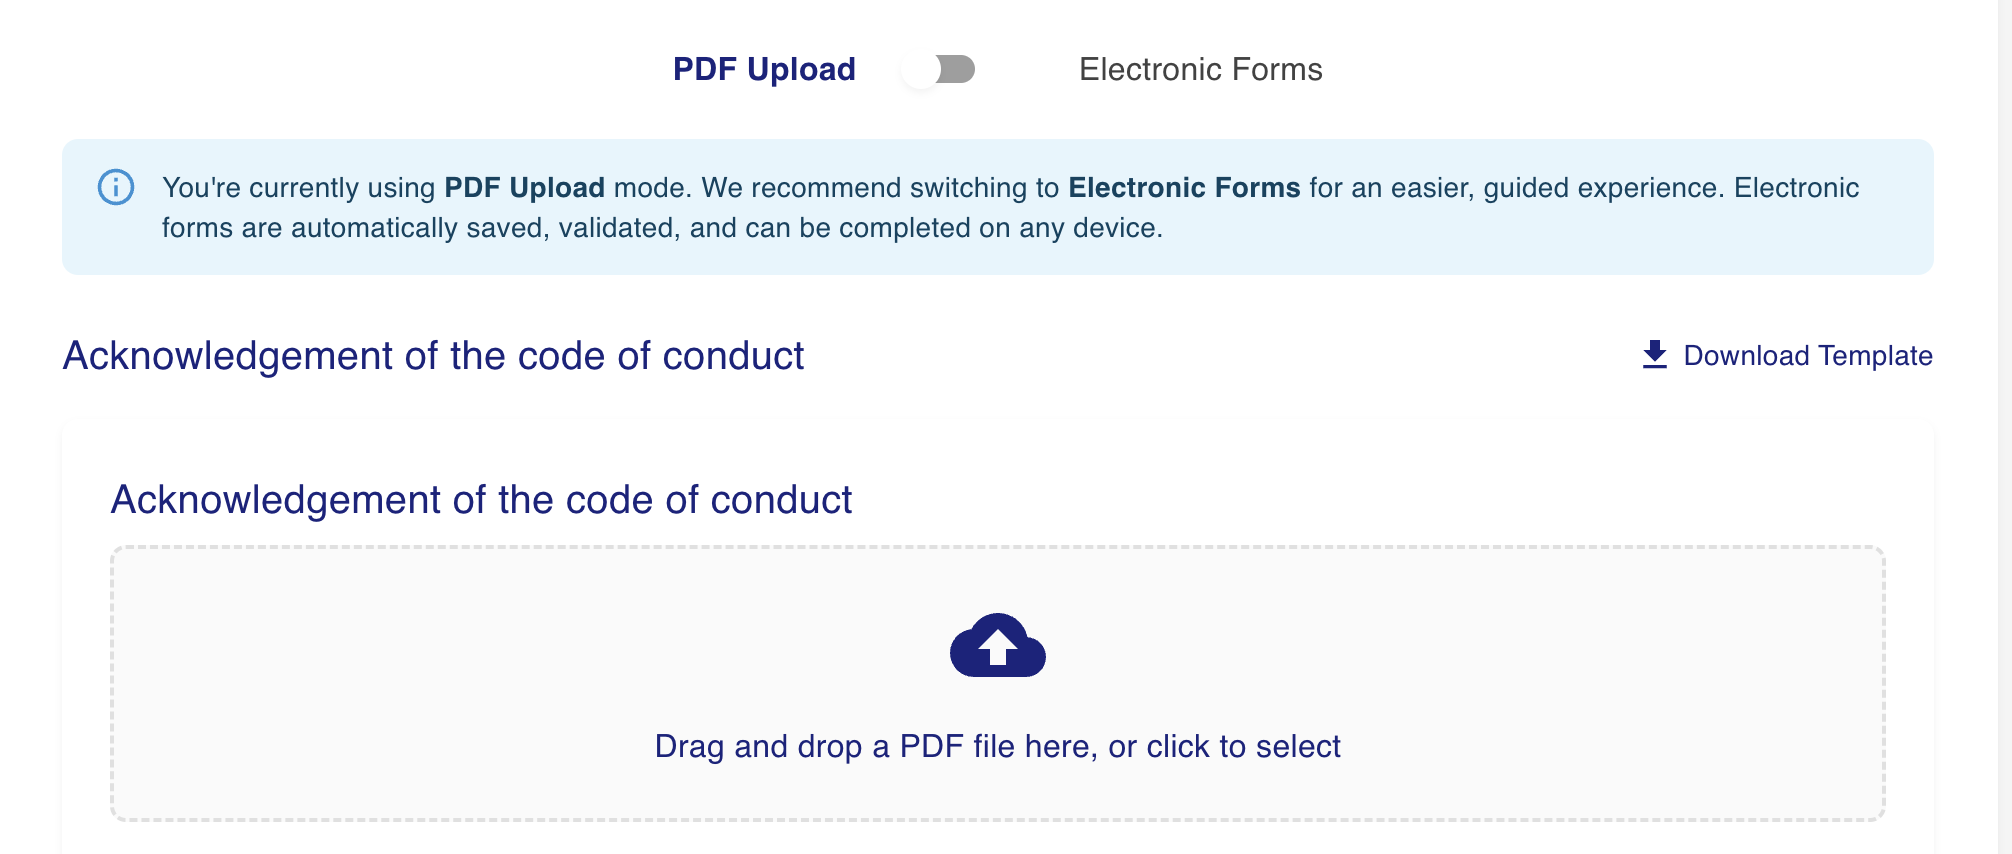 PDF Upload Electronic Forms
You're currently using PDF Upload mode. We recommend switching to Electronic Forms for an easier, guided experience. Electronic
forms are automatically saved, validated, and can be completed on any device.
Acknowledgement of the code of conduct Download Template
Acknowledgement of the code of conduct
Drag and drop a PDF file here, or click to select